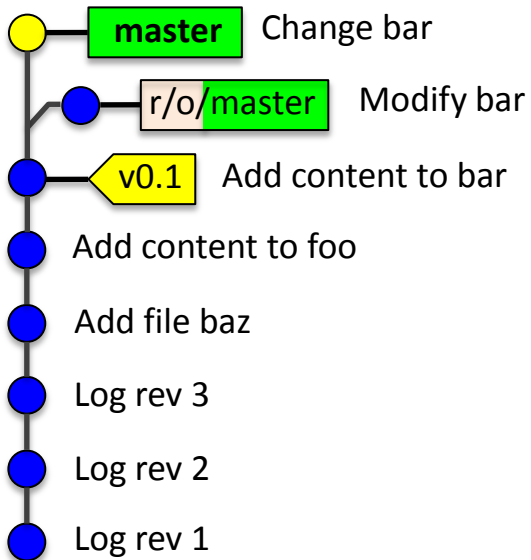 master Change bar
r/o/master Modify bar
v0.1 Add content to bar
Add content to foo
Add file baz
Log rev 3
Log rev 2
Log rev 1